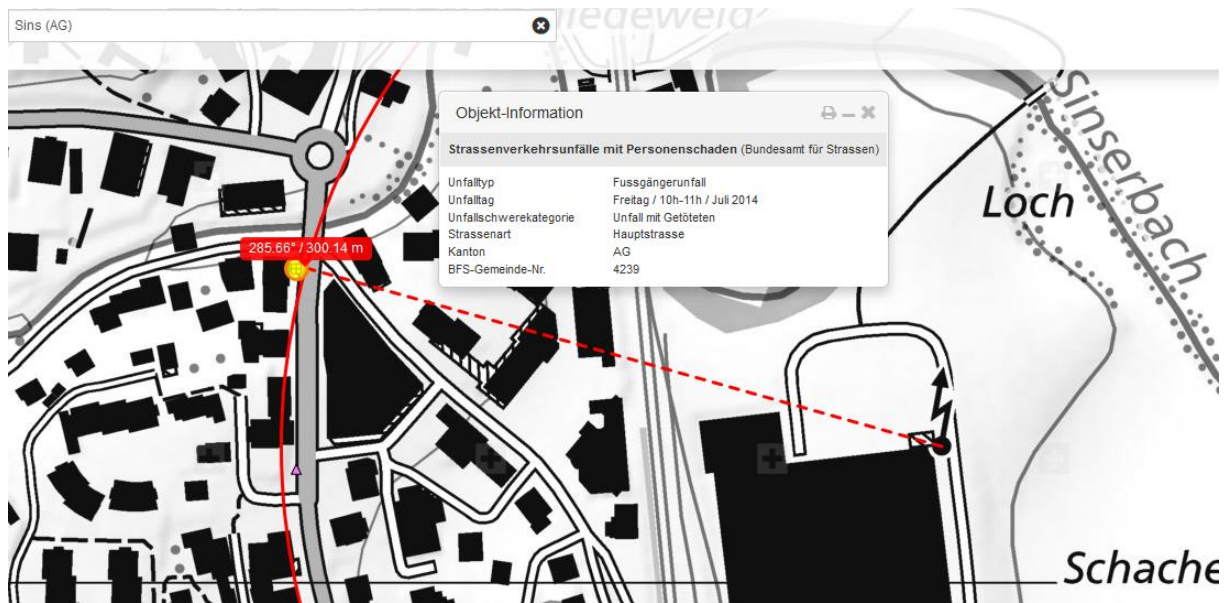 Sins (AG)
Objekt-Information
Strassenverkehrsunfälle mit Personenschaden (Bundesamt für Strassen)
Unfalltyp Fussgängerunfall
Unfalltag Freitag / 10h-11h / Juli 2014
Unfallschwerekategorie Unfall mit Getöteten
Strassenart Hauptstrasse
Kanton AG
BFS-Gemeinde-Nr. 4239
Sinserbach
Loch
285.66° / 300.14 m
Schache